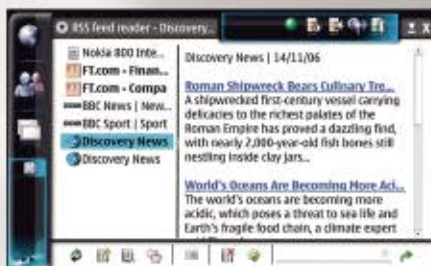 RSS feed reader - Discovery...
Nokia 800 Inte...
FT.com - Finan...
FT.com - Compa
BBC News | New...
BBC Sport | Sport
Discovery News
Discovery News
Discovery News | 14/11/06
Roman Shipwreck Bears Culinary Tre...
A shipwrecked first-century vessel carrying
delicacies to the richest palates of the
Roman Empire has proved a dazzling find,
with nearly 2,000-year-old fish bones still
nestling inside clay jars...
World's Oceans Are Becoming More Aci...
The world's oceans are becoming more
acidic, which poses a threat to sea life and
Earth's fragile food chain, a climate expert